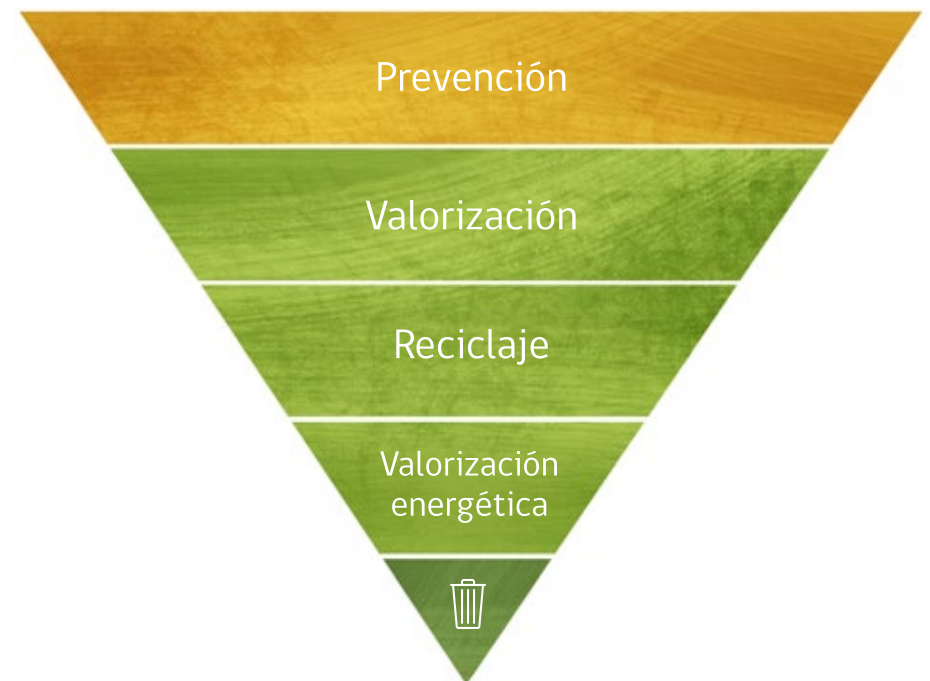 Prevención
Valorización
Reciclaje
Valorización
energética